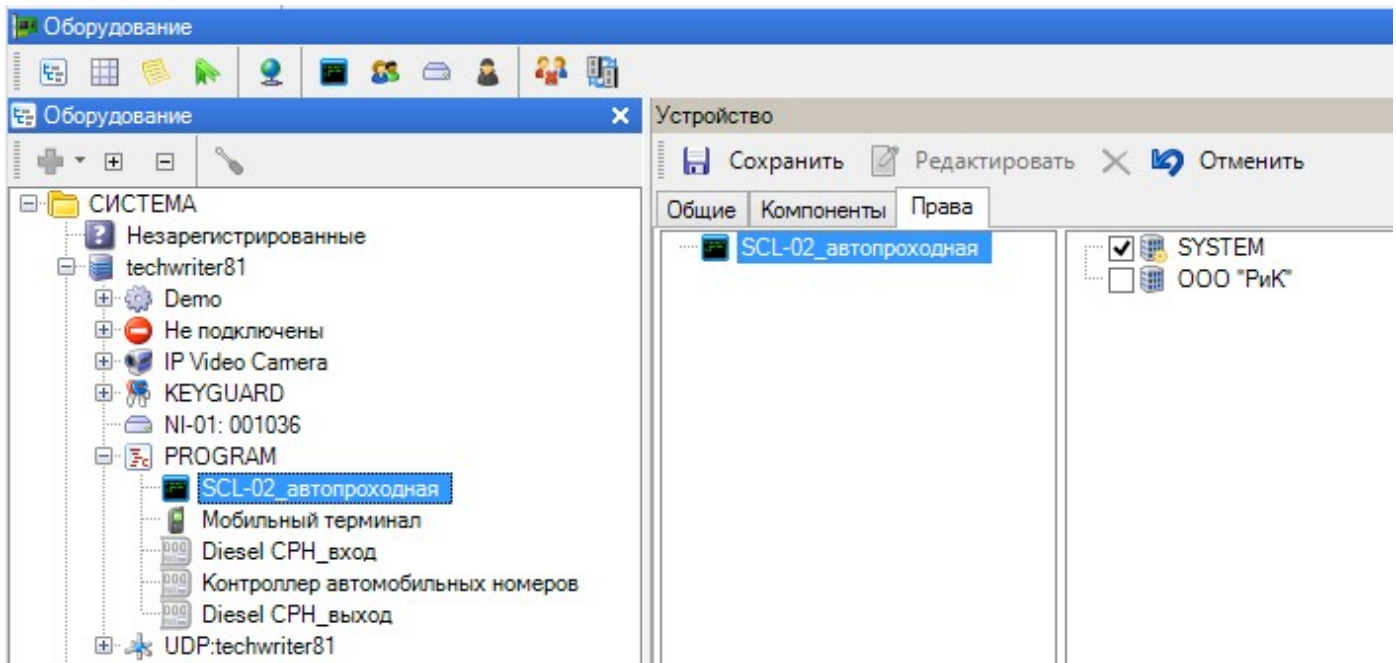 Оборудование
Оборудование
СИСТЕМА
Незарегистрированные
techwriter81
Demo
Не подключены
IP Video Camera
KEYGUARD
NI-01: 001036
PROGRAM
SCL-02_автопроходная
Мобильный терминал
Diesel CPH_вход
Контроллер автомобильных номеров
Diesel CPH_выход
UDP:techwriter81
Устройство
Сохранить Редактировать Отменить
Общие Компоненты Права
SCL-02_автопроходная
SYSTEM
ООО "РиК"